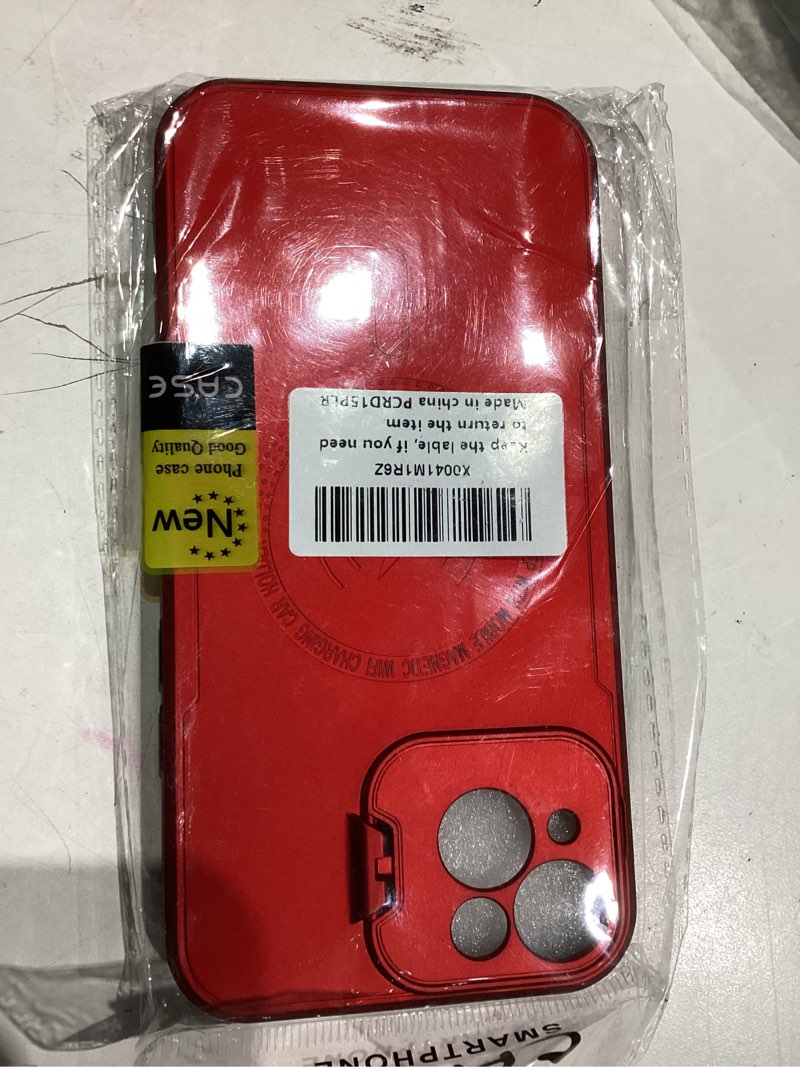 CASE
New
Phone case
Good Quality
X0041M1R6Z
Keep the lable, if you need
to return the item
Made in china PCRD15PLR
MOBILE MAGNETIC WIFI CHARGING CAR
SMARTPHONE